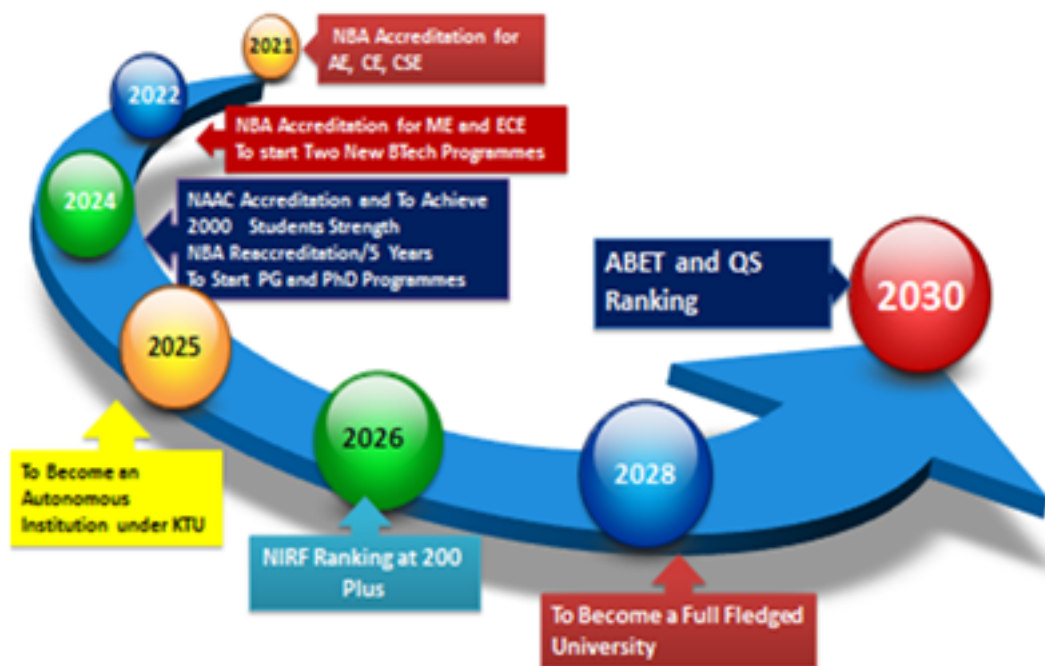 2021
NBA Accreditation for
AE, CE, CSE
2022
NBA Accreditation for ME and ECE
To start Two New BTech Programmes
2024
NAAC Accreditation and To Achieve
2000 Students Strength
NBA Reaccreditation/5 Years
To Start PG and PhD Programmes
2025
To Become an
Autonomous
Institution under KTU
2026
NIRF Ranking at 200
Plus
2028
To Become a Full Fledged
University
ABET and QS
Ranking
2030